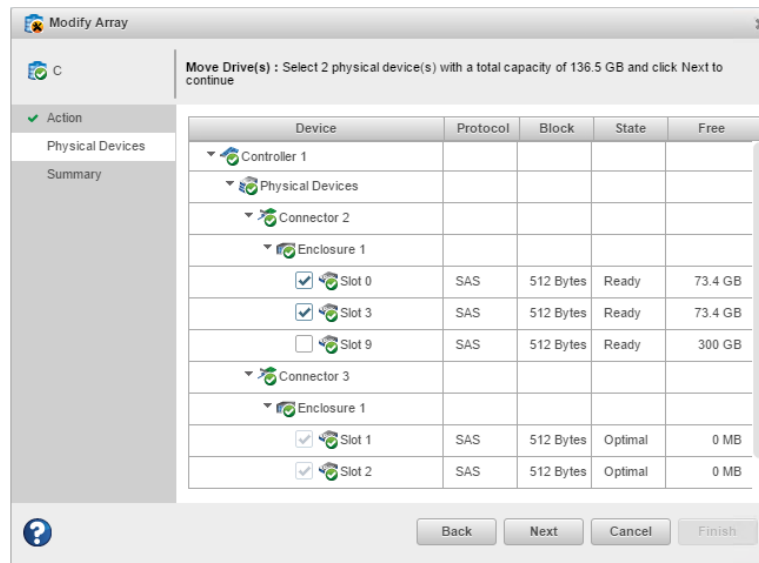 Modify Array
C
Move Drive(s) : Select 2 physical device(s) with a total capacity of 136.5 GB and click Next to
continue
Action
Physical Devices
Summary
Device Protocol Block State Free
Controller 1
Physical Devices
Connector 2
Enclosure 1
Slot 0 SAS 512 Bytes Ready 73.4 GB
Slot 3 SAS 512 Bytes Ready 73.4 GB
Slot 9 SAS 512 Bytes Ready 300 GB
Connector 3
Enclosure 1
Slot 1 SAS 512 Bytes Optimal 0 MB
Slot 2 SAS 512 Bytes Optimal 0 MB
? Back Next Cancel Finish